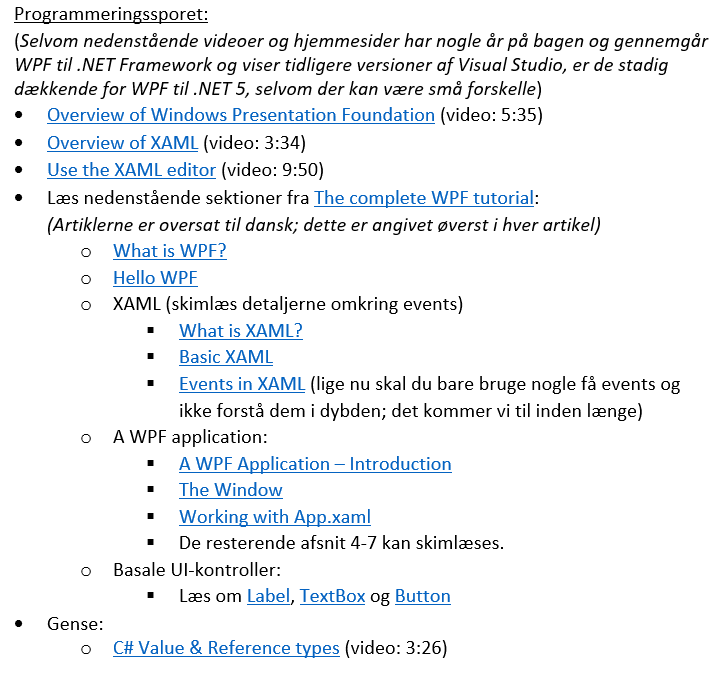 Programmeringssporet:
(Selvom nedenstående videoer og hjemmesider har nogle år på bagen og gennemgår
WPF til .NET Framework og viser tidligere versioner af Visual Studio, er de stadig
dækkende for WPF til .NET 5, selvom der kan være små forskelle)
• Overview of Windows Presentation Foundation (video: 5:35)
• Overview of XAML (video: 3:34)
• Use the XAML editor (video: 9:50)
• Læs nedenstående sektioner fra The complete WPF tutorial:
(Artiklerne er oversat til dansk; dette er angivet øverst i hver artikel)
o What is WPF?
o Hello WPF
o XAML (skimlæs detaljerne omkring events)
▪ What is XAML?
▪ Basic XAML
▪ Events in XAML (lige nu skal du bare bruge nogle få events og
ikke forstå dem i dybden; det kommer vi til inden længe)
o A WPF application:
▪ A WPF Application – Introduction
▪ The Window
▪ Working with App.xaml
▪ De resterende afsnit 4-7 kan skimlæses.
o Basale UI-kontroller:
▪ Læs om Label, TextBox og Button
• Gense:
o C# Value & Reference types (video: 3:26)